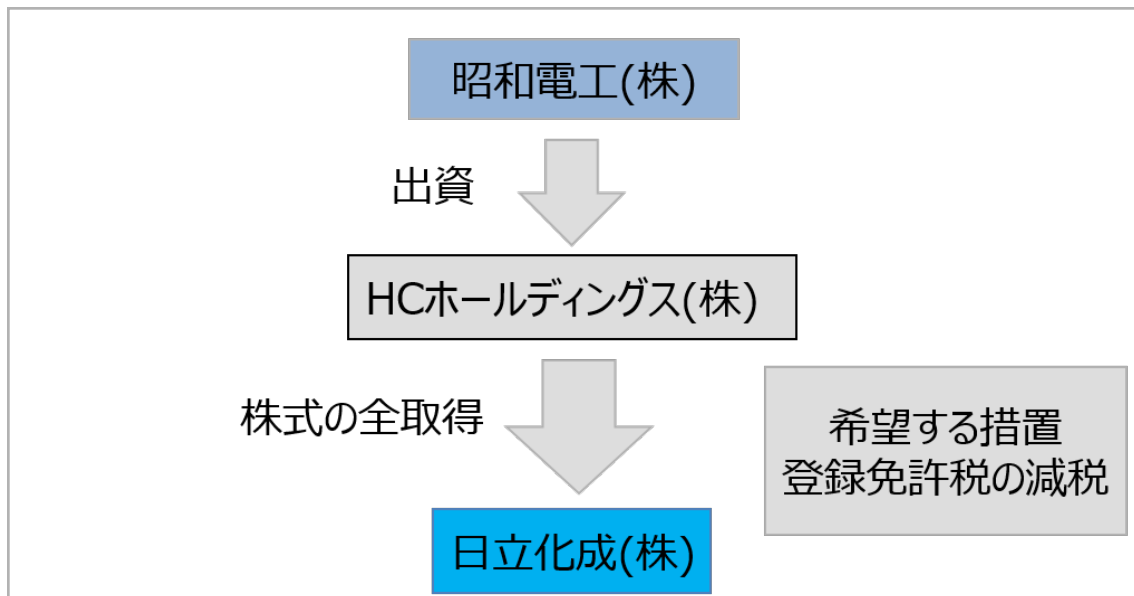 昭和電工(株)
出資
HCホールディングス(株)
株式の全取得
希望する措置
登録免許税の減税
日立化成(株)